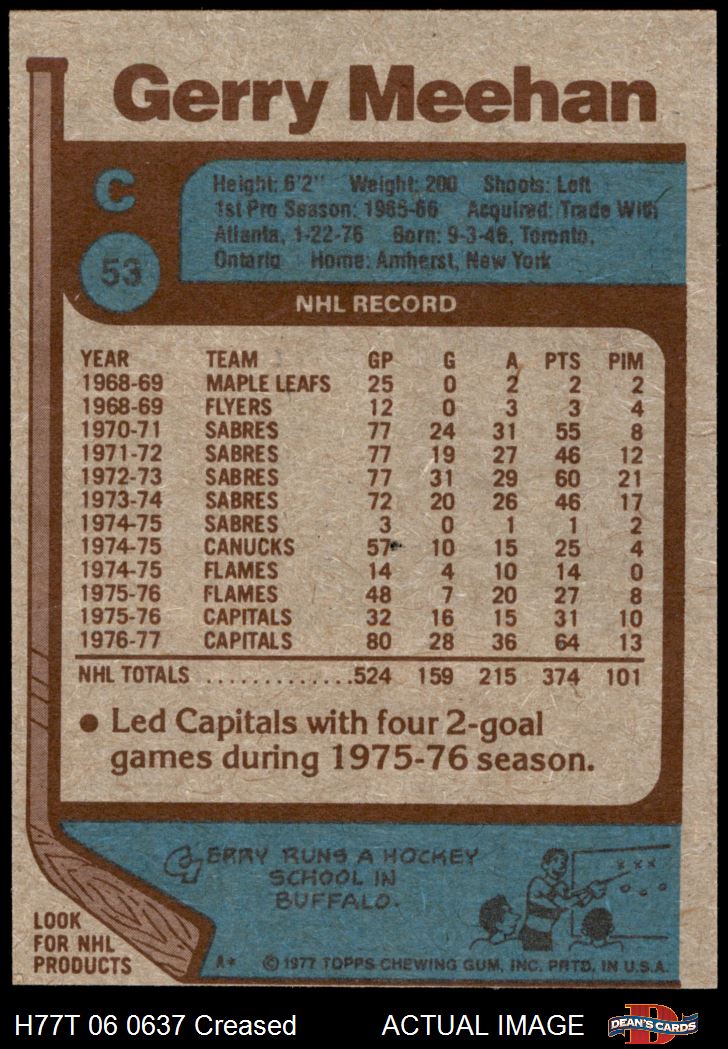 Gerry Meehan
C
53
Height: 6'2" Weight: 200 Shoots: Left
1st Pro Season: 1965-66 Acquired: Trade With
Atlanta, 1-22-76 Born: 9-3-46, Toronto,
Ontario Home: Amherst, New York
NHL RECORD
YEAR TEAM GP G A PTS PIM
1968-69 MAPLE LEAFS 25 0 2 2 2
1968-69 FLYERS 12 0 3 3 4
1970-71 SABRES 77 24 31 55 8
1971-72 SABRES 77 19 27 46 12
1972-73 SABRES 77 31 29 60 21
1973-74 SABRES 72 20 26 46 17
1974-75 SABRES 3 0 1 1 2
1974-75 CANUCKS 57 10 15 25 4
1974-75 FLAMES 14 4 10 14 0
1975-76 FLAMES 48 7 20 27 8
1975-76 CAPITALS 32 16 15 31 10
1976-77 CAPITALS 80 28 36 64 13
NHL TOTALS .............524 159 215 374 101
● Led Capitals with four 2-goal
games during 1975-76 season.
GERRY RUNS A HOCKEY
SCHOOL IN
BUFFALO.
LOOK
FOR NHL
PRODUCTS
A* © 1977 TOPPS CHEWING GUM, INC. PRTD. IN U.S.A.
H77T 06 0637 Creased ACTUAL IMAGE
DEAN'S CARDS